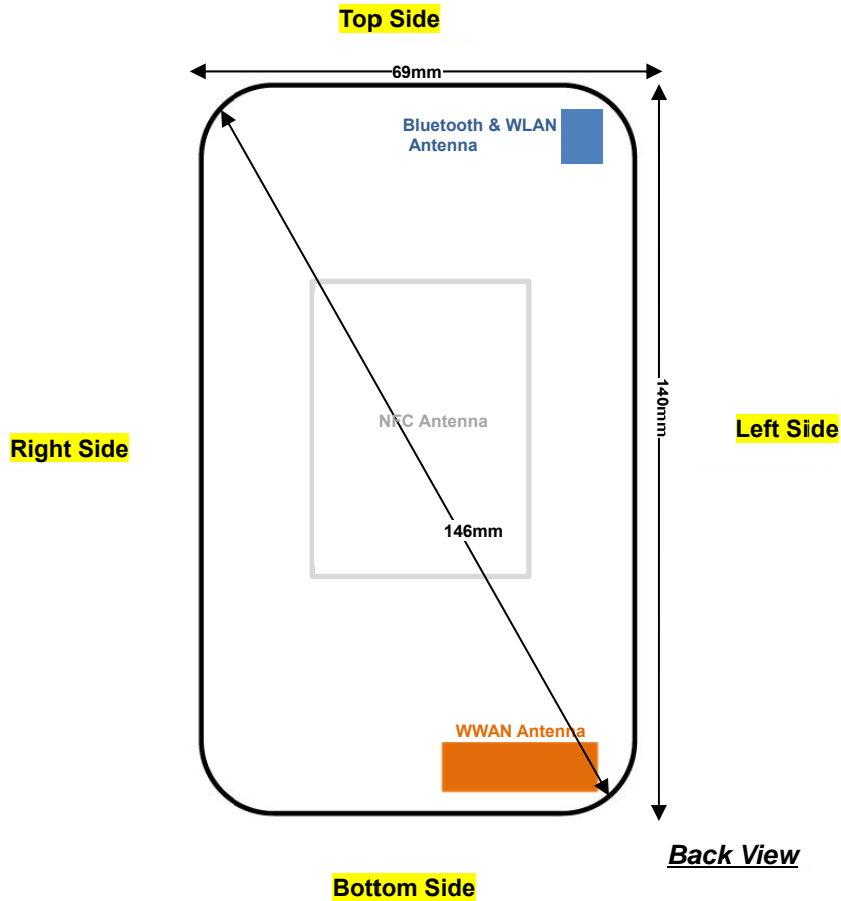 Top Side
69mm
Bluetooth & WLAN
Antenna
140mm
NFC Antenna
Left Side
Right Side
146mm
WWAN Antenna
Back View
Bottom Side